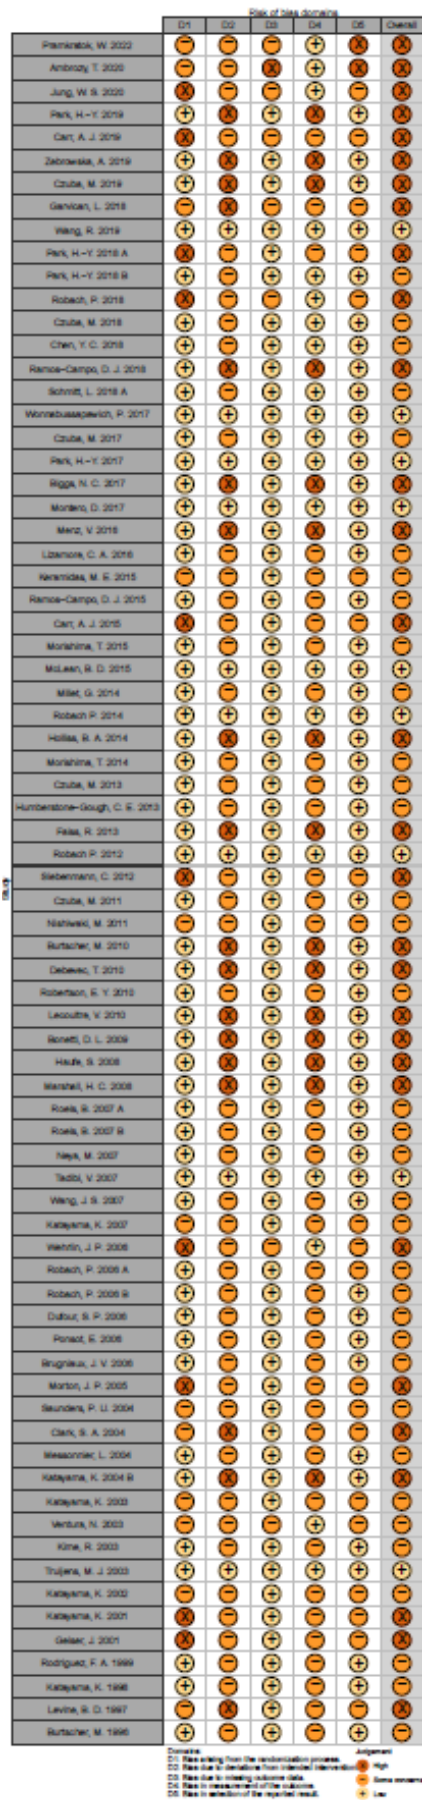 Risk of bias domains
D1 D2 D3 D4 D5 Overall
Pramkratok, W. 2022
Ambrozy, T. 2020
Jung, W. S. 2020
Park, H.-Y. 2019
Carr, A. J. 2019
Zebrowska, A. 2019
Czuba, M. 2019
Garvican, L. 2018
Wang, R. 2019
Park, H.-Y. 2018 A
Park, H.-Y. 2018 B
Robach, P. 2018
Czuba, M. 2018
Chen, Y. C. 2018
Ramos-Campo, D. J. 2018
Schmitt, L. 2018 A
Wonnabussapawich, P. 2017
Czuba, M. 2017
Park, H.-Y. 2017
Biggs, N. C. 2017
Montero, D. 2017
Menz, V. 2016
Lizamore, C. A. 2016
Keramidas, M. E. 2015
Ramos-Campo, D. J. 2015
Carr, A. J. 2015
Morishima, T. 2015
McLean, B. D. 2015
Millet, G. 2014
Robach P. 2014
Holliss, B. A. 2014
Morishima, T. 2014
Czuba, M. 2013
Humberstone-Gough, C. E. 2013
Faiss, R. 2013
Robach P. 2012
Study
Siebenmann, C. 2012
Czuba, M. 2011
Nishiwaki, M. 2011
Burtscher, M. 2010
Debevec, T. 2010
Robertson, E. Y. 2010
Lecoultre, V. 2010
Bonetti, D. L. 2009
Haufe, S. 2008
Marshall, H. C. 2008
Roels, B. 2007 A
Roels, B. 2007 B
Neya, M. 2007
Tadibi, V. 2007
Wang, J. S. 2007
Katayama, K. 2007
Wehrlin, J. P. 2006
Robach, P. 2006 A
Robach, P. 2006 B
Dufour, S. P. 2006
Ponsot, E. 2006
Brugniaux, J. V. 2006
Morton, J. P. 2005
Saunders, P. U. 2004
Clark, S. A. 2004
Messonnier, L. 2004
Katayama, K. 2004 B
Katayama, K. 2003
Ventura, N. 2003
Kime, R. 2003
Truijens, M. J. 2003
Katayama, K. 2002
Katayama, K. 2001
Geiser, J. 2001
Rodriguez, F. A. 1999
Katayama, K. 1998
Levine, B. D. 1997
Burtscher, M. 1996
Domains:
D1: Bias arising from the randomization process.
D2: Bias due to deviations from intended intervention
D3: Bias due to missing outcome data.
D4: Bias in measurement of the outcome.
D5: Bias in selection of the reported result.
Judgement
High
Some concerns
Low